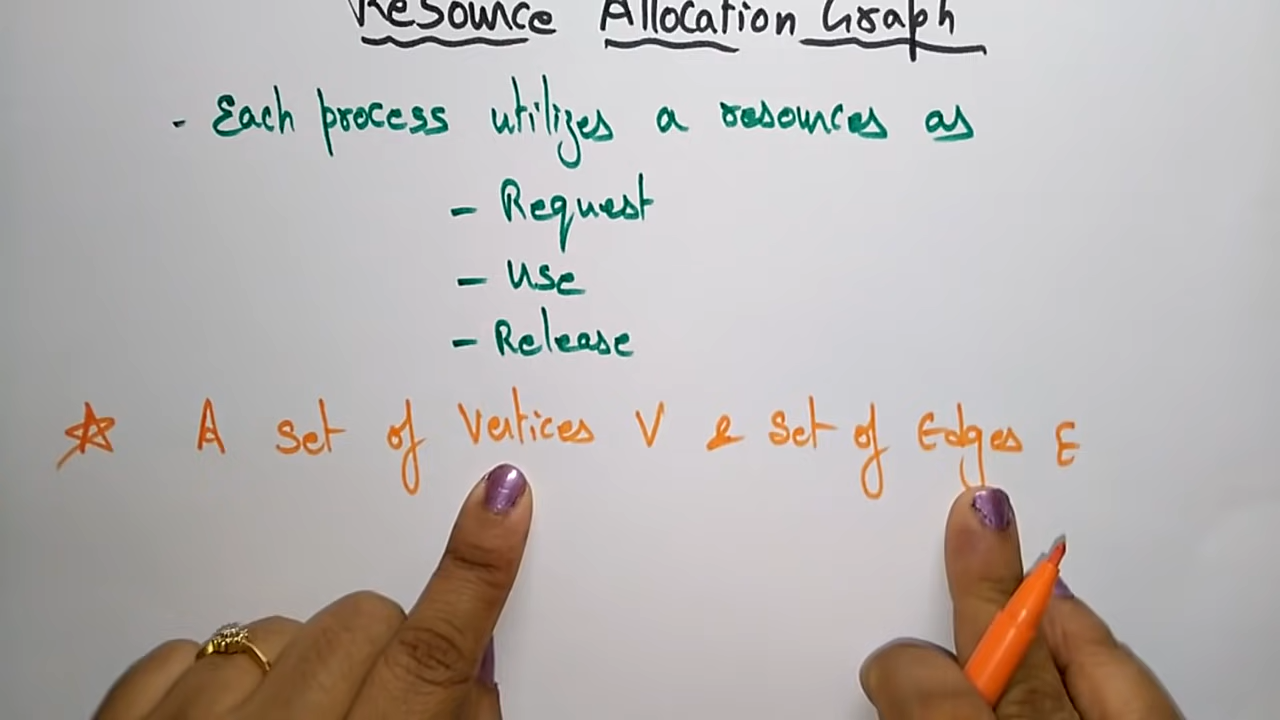 Resource Allocation Graph
- Each process utilizes a resources as
- Request
- Use
- Release
☆ A set of Vertices V & set of Edges E